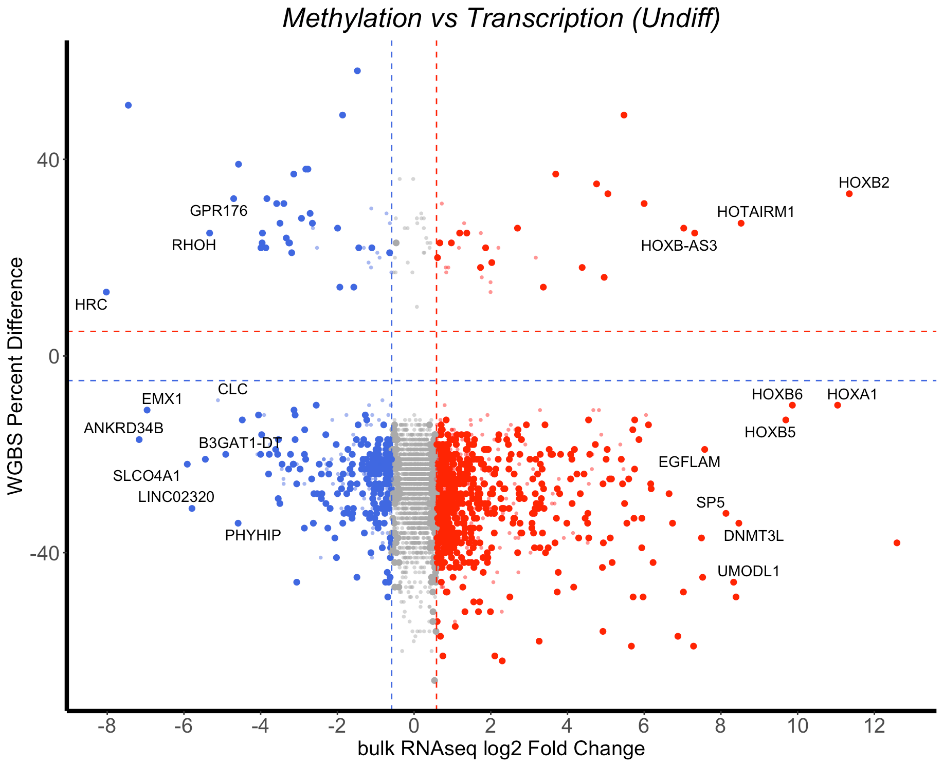 Methylation vs Transcription (Undiff)
WGBS Percent Difference
40
0
-40
HOXB2
GPR176
HOTAIRM1
RHOH
HOXB-AS3
HRC
CLC
EMX1
HOXB6
HOXA1
ANKRD34B
B3GAT1-DT
HOXB5
SLCO4A1
EGFLAM
LINC02320
SP5
PHYHIP
DNMT3L
UMODL1
-8 -6 -4 -2 0 2 4 6 8 10 12
bulk RNAseq log2 Fold Change